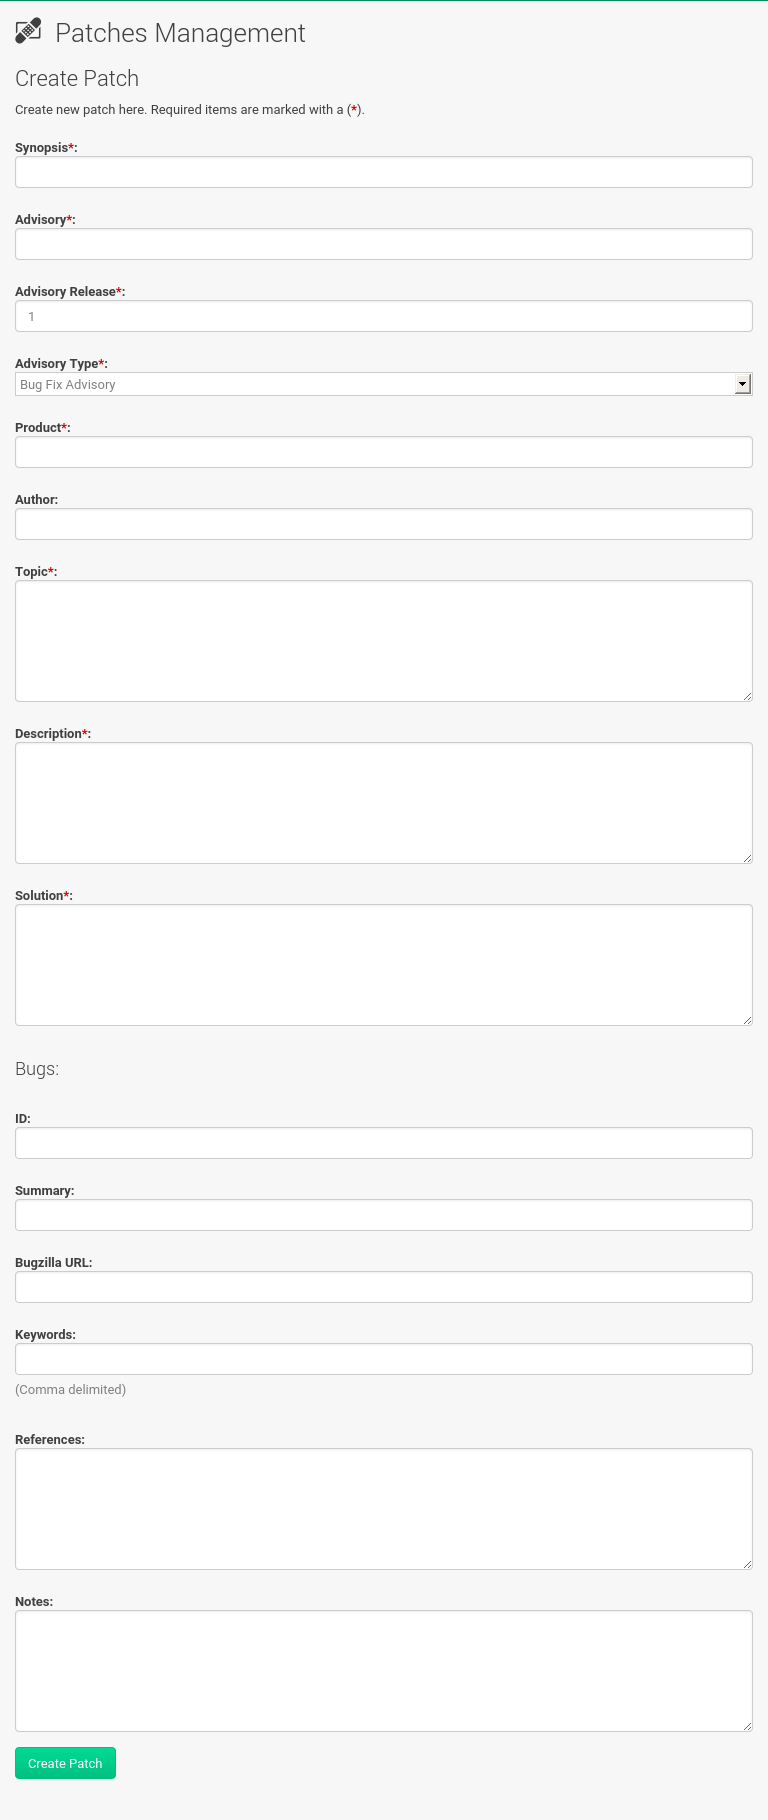 Patches Management
Create Patch
Create new patch here. Required items are marked with a (*).
Synopsis*:
Advisory*:
Advisory Release*:
1
Advisory Type*:
Bug Fix Advisory
Product*:
Author:
Topic*:
Description*:
Solution*:
Bugs:
ID:
Summary:
Bugzilla URL:
Keywords:
(Comma delimited)
References:
Notes:
Create Patch